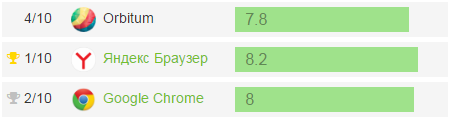 4/10 Orbitum 7.8
1/10 Яндекс Браузер 8.2
2/10 Google Chrome 8